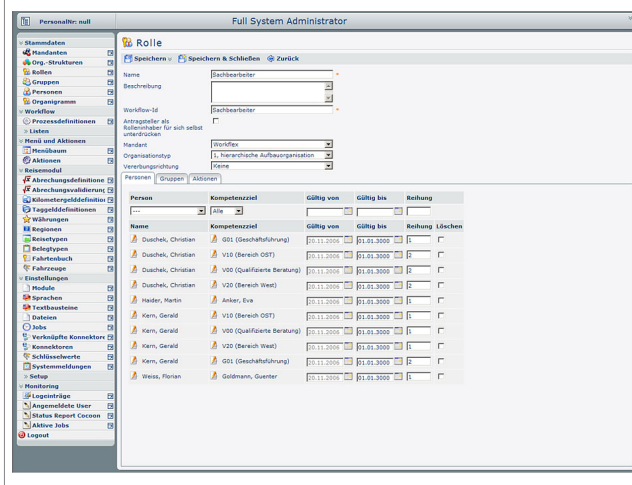 PersonalNr: null
Full System Administrator
Stammdaten
Mandanten
Org.-Strukturen
Rollen
Gruppen
Personen
Organigramm
Workflow
Prozessdefinitionen
> Listen
Menü und Aktionen
Menübaum
Aktionen
Reisemodul
Abrechungsdefinitione
Abrechungsvalidierung
Kilometergelddefinition
Taggelddefinitionen
Währungen
Regionen
Reisetypen
Belegtypen
Fahrtenbuch
Fahrzeuge
Einstellungen
Module
Sprachen
Textbausteine
Dateien
Jobs
Verknüpfte Konnektore
Konnektoren
Schlüsselwerte
Systemmeldungen
> Setup
Monitoring
Logeinträge
Angemeldete User
Status Report Cocoon
Aktive Jobs
Logout
Rolle
Speichern Speichern & Schließen Zurück
Name Sachbearbeiter *
Beschreibung
Workflow-Id Sachbearbeiter *
Antragsteller als
Rolleninhaber für sich selbst
unterdrücken
Mandant Workflex
Organisationstyp 1, hierarchische Aufbauorganisation
Vererbungsrichtung Keine
Personen Gruppen Aktionen
Person Kompetenzziel Gültig von Gültig bis Reihung
--- Alle
Name Kompetenzziel Gültig von Gültig bis Reihung Löschen
Duschek, Christian G01 (Geschäftsführung) 20.11.2006 01.01.3000 1
Duschek, Christian V10 (Bereich OST) 20.11.2006 01.01.3000 2
Duschek, Christian V00 (Qualifizierte Beratung) 20.11.2006 01.01.3000 2
Duschek, Christian V20 (Bereich West) 20.11.2006 01.01.3000 2
Haider, Martin Anker, Eva 20.11.2006 01.01.3000 1
Kern, Gerald V10 (Bereich OST) 20.11.2006 01.01.3000 1
Kern, Gerald V00 (Qualifizierte Beratung) 20.11.2006 01.01.3000 1
Kern, Gerald V20 (Bereich West) 20.11.2006 01.01.3000 1
Kern, Gerald G01 (Geschäftsführung) 20.11.2006 01.01.3000 2
Weiss, Florian Goldmann, Guenter 20.11.2006 01.01.3000 1